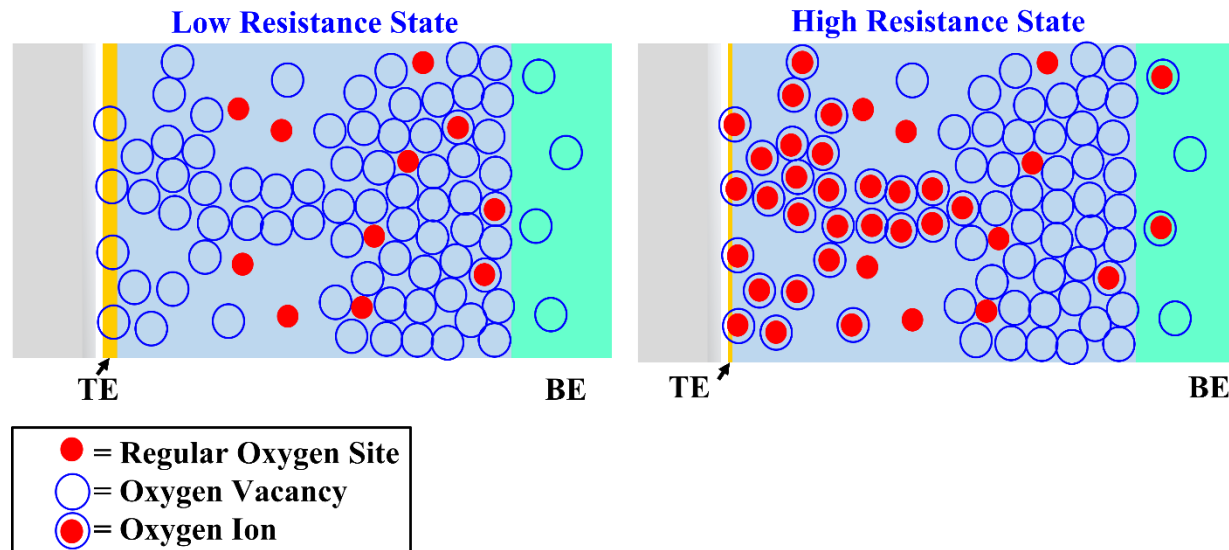 Low Resistance State
High Resistance State
TE
BE
TE
BE
= Regular Oxygen Site
= Oxygen Vacancy
= Oxygen Ion